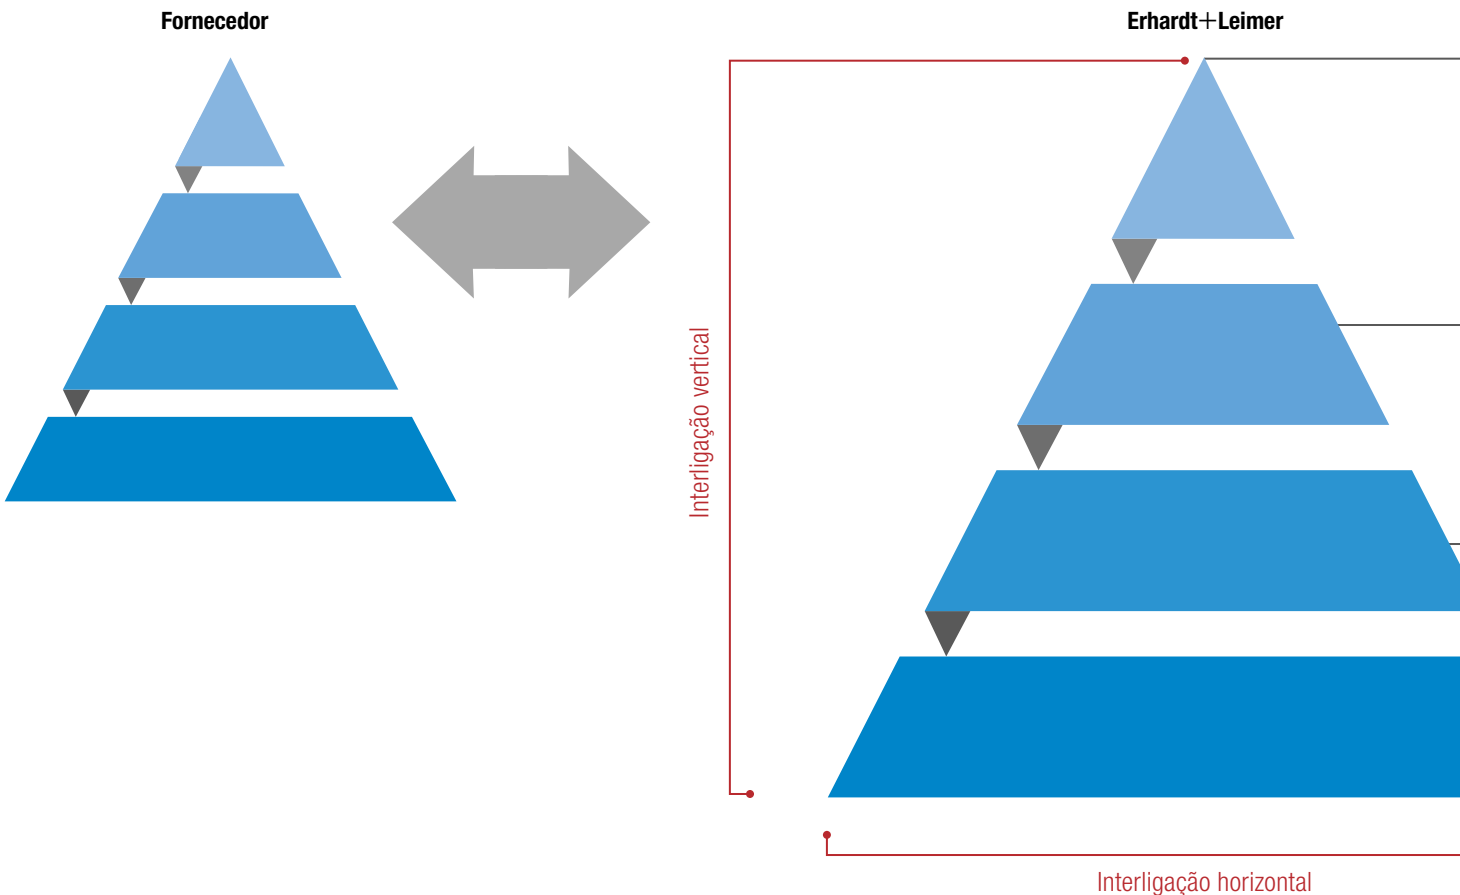 Fornecedor
Erhardt+Leimer
Interligação vertical
Interligação horizontal